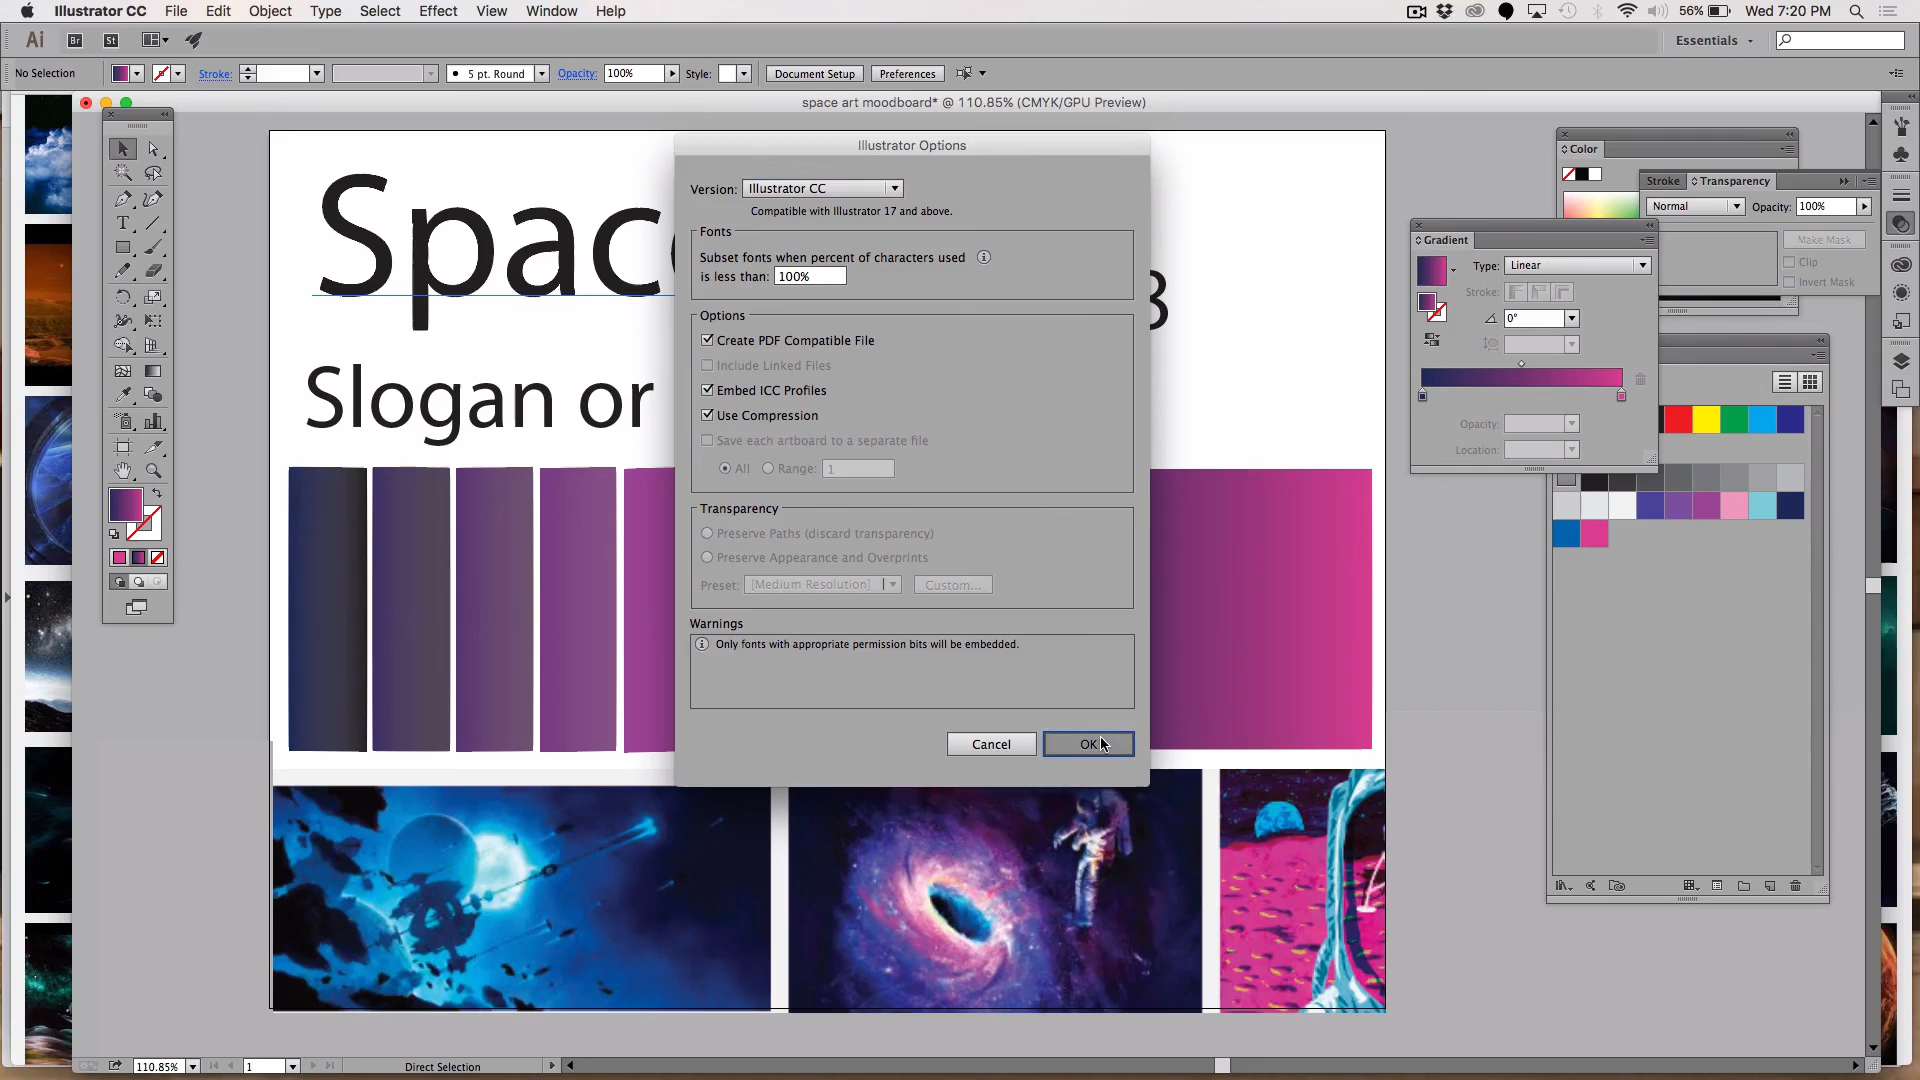 Illustrator CC File Edit Object Type Select Effect View Window Help
56% Wed 7:20 PM
Ai Br St
Essentials
No Selection Stroke: 5 pt. Round Opacity: 100% Style: Document Setup Preferences
space art moodboard* @ 110.85% (CMYK/GPU Preview)
Illustrator Options
Version: Illustrator CC
Compatible with Illustrator 17 and above.
Fonts
Subset fonts when percent of characters used
is less than: 100%
Options
Create PDF Compatible File
Include Linked Files
Embed ICC Profiles
Use Compression
Save each artboard to a separate file
All Range: 1
Transparency
Preserve Paths (discard transparency)
Preserve Appearance and Overprints
Preset: [Medium Resolution] Custom...
Warnings
Only fonts with appropriate permission bits will be embedded.
Cancel OK
Spac
Slogan or
Color
Stroke Transparency
Normal Opacity: 100%
Make Mask
Clip
Invert Mask
Gradient
Type: Linear
Stroke:
0°
Opacity:
Location:
110.85% 1 Direct Selection